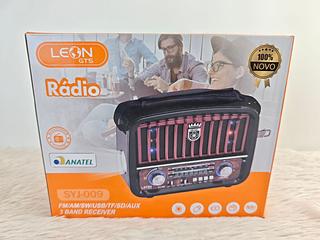 LEON
GTS
100%
NOVO
Rádio
ANATEL
SYJ-009
FM/AM/SW/USB/TF/SD/AUX
3 BAND RECEIVER